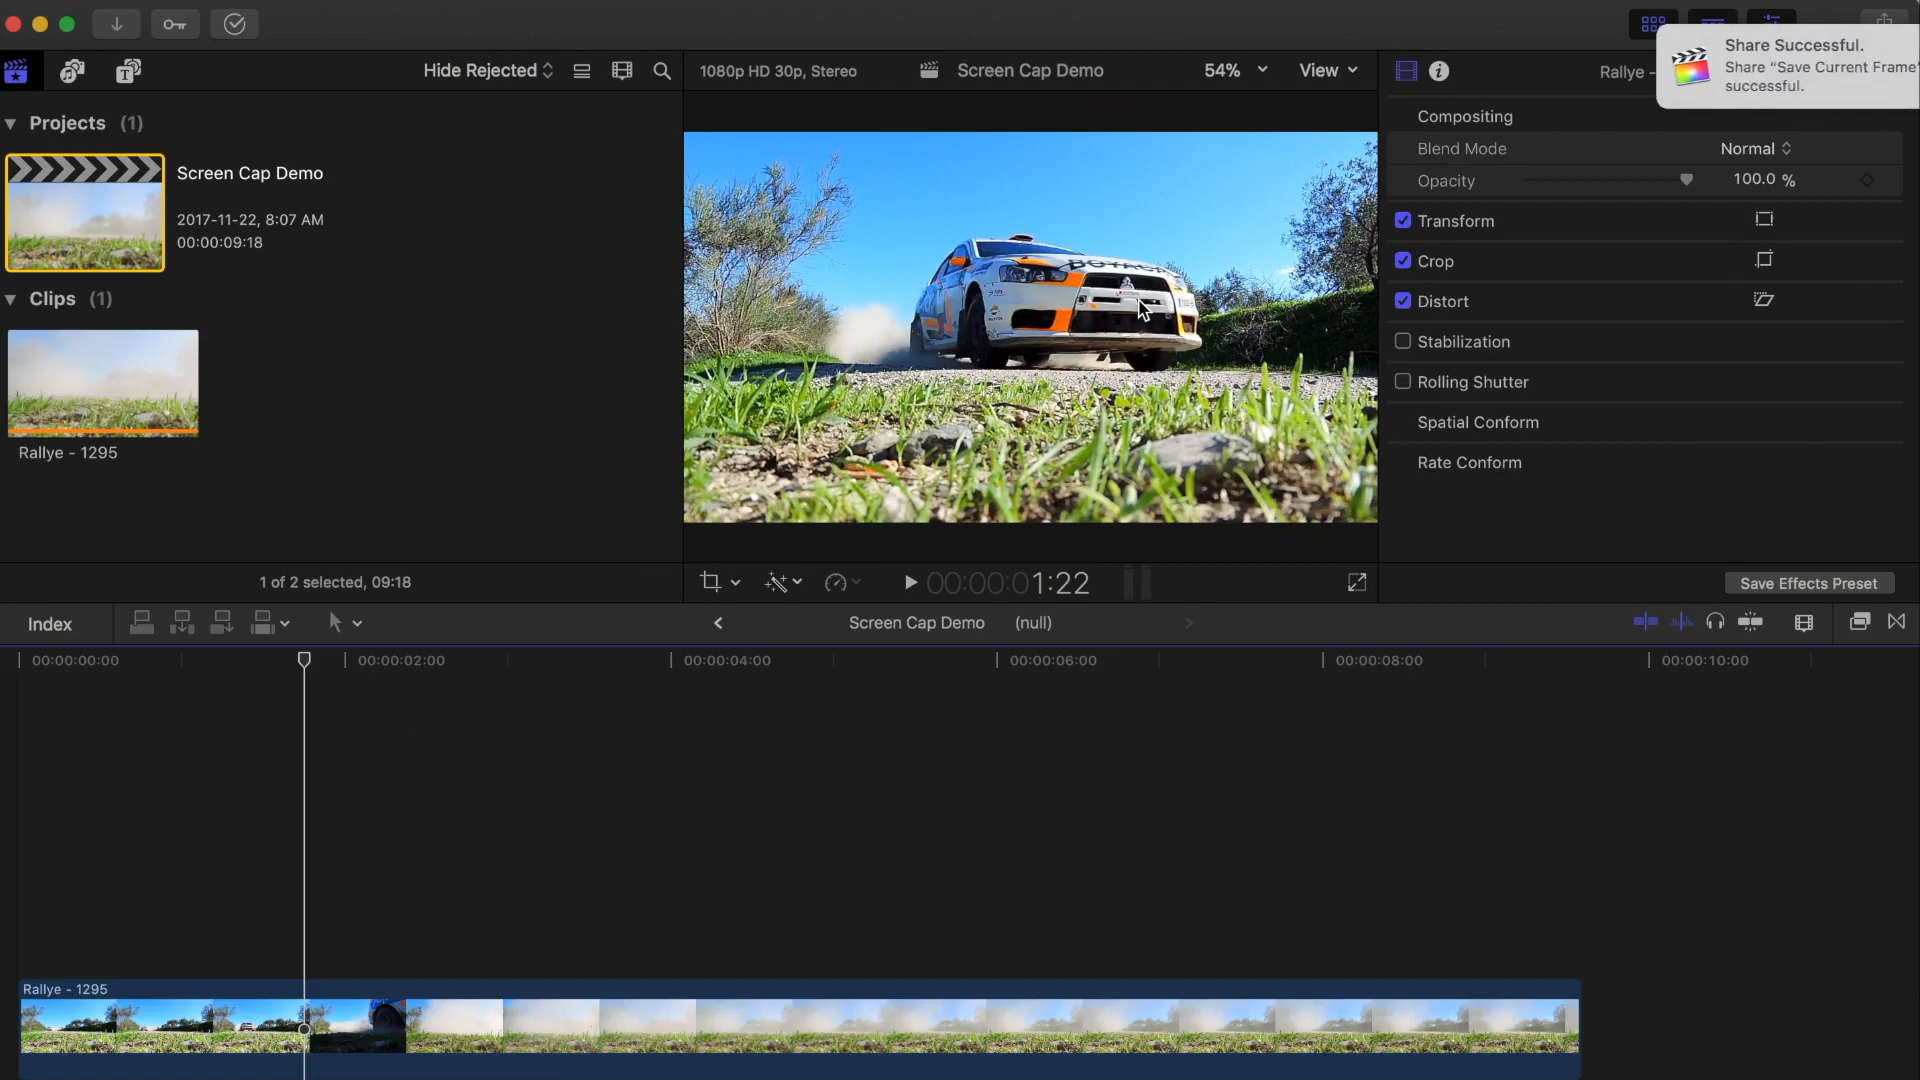 Share Successful.
Share “Save Current Frame”
successful.
Hide Rejected
1080p HD 30p, Stereo
Screen Cap Demo
54%
View
Rallye -
Projects (1)
Screen Cap Demo
2017-11-22, 8:07 AM
00:00:09:18
Clips (1)
Rallye - 1295
Compositing
Blend Mode
Normal
Opacity
100.0 %
Transform
Crop
Distort
Stabilization
Rolling Shutter
Spatial Conform
Rate Conform
1 of 2 selected, 09:18
00:00:01:22
Save Effects Preset
Index
Screen Cap Demo
(null)
00:00:00:00
00:00:02:00
00:00:04:00
00:00:06:00
00:00:08:00
00:00:10:00
Rallye - 1295